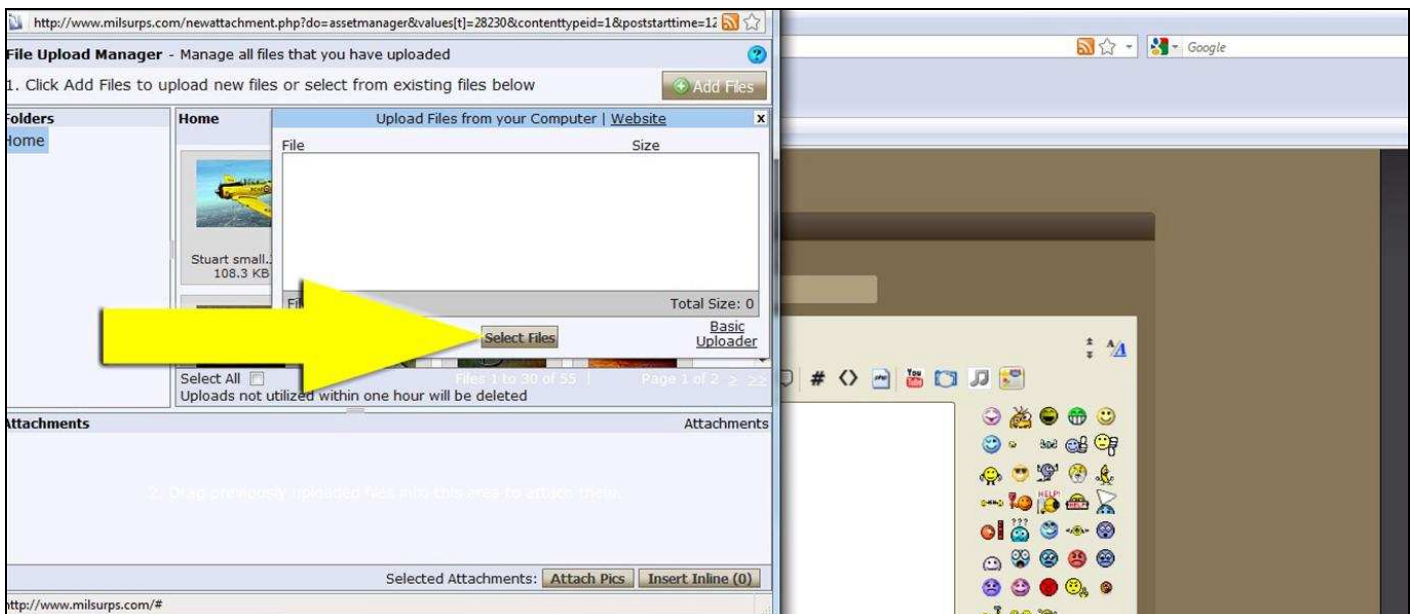 http://www.milsurps.com/newattachment.php?do=assetmanager&values[t]=28230&contenttypeid=1&poststarttime=12
Google
File Upload Manager - Manage all files that you have uploaded
1. Click Add Files to upload new files or select from existing files below
Add Files
Folders
Home
Upload Files from your Computer | Website
x
Home
File
Size
Stuart small.
108.3 KB
Total Size: 0
Select Files
Basic
Uploader
Select All
Files 1 to 30 of 55 |
Page 1 of 2 > >>
Uploads not utilized within one hour will be deleted
You
Tube
Attachments
Attachments
2. Drag previously uploaded files into this area to attach them.
HELP!
???
Selected Attachments: Attach Pics Insert Inline (0)
http://www.milsurps.com/#